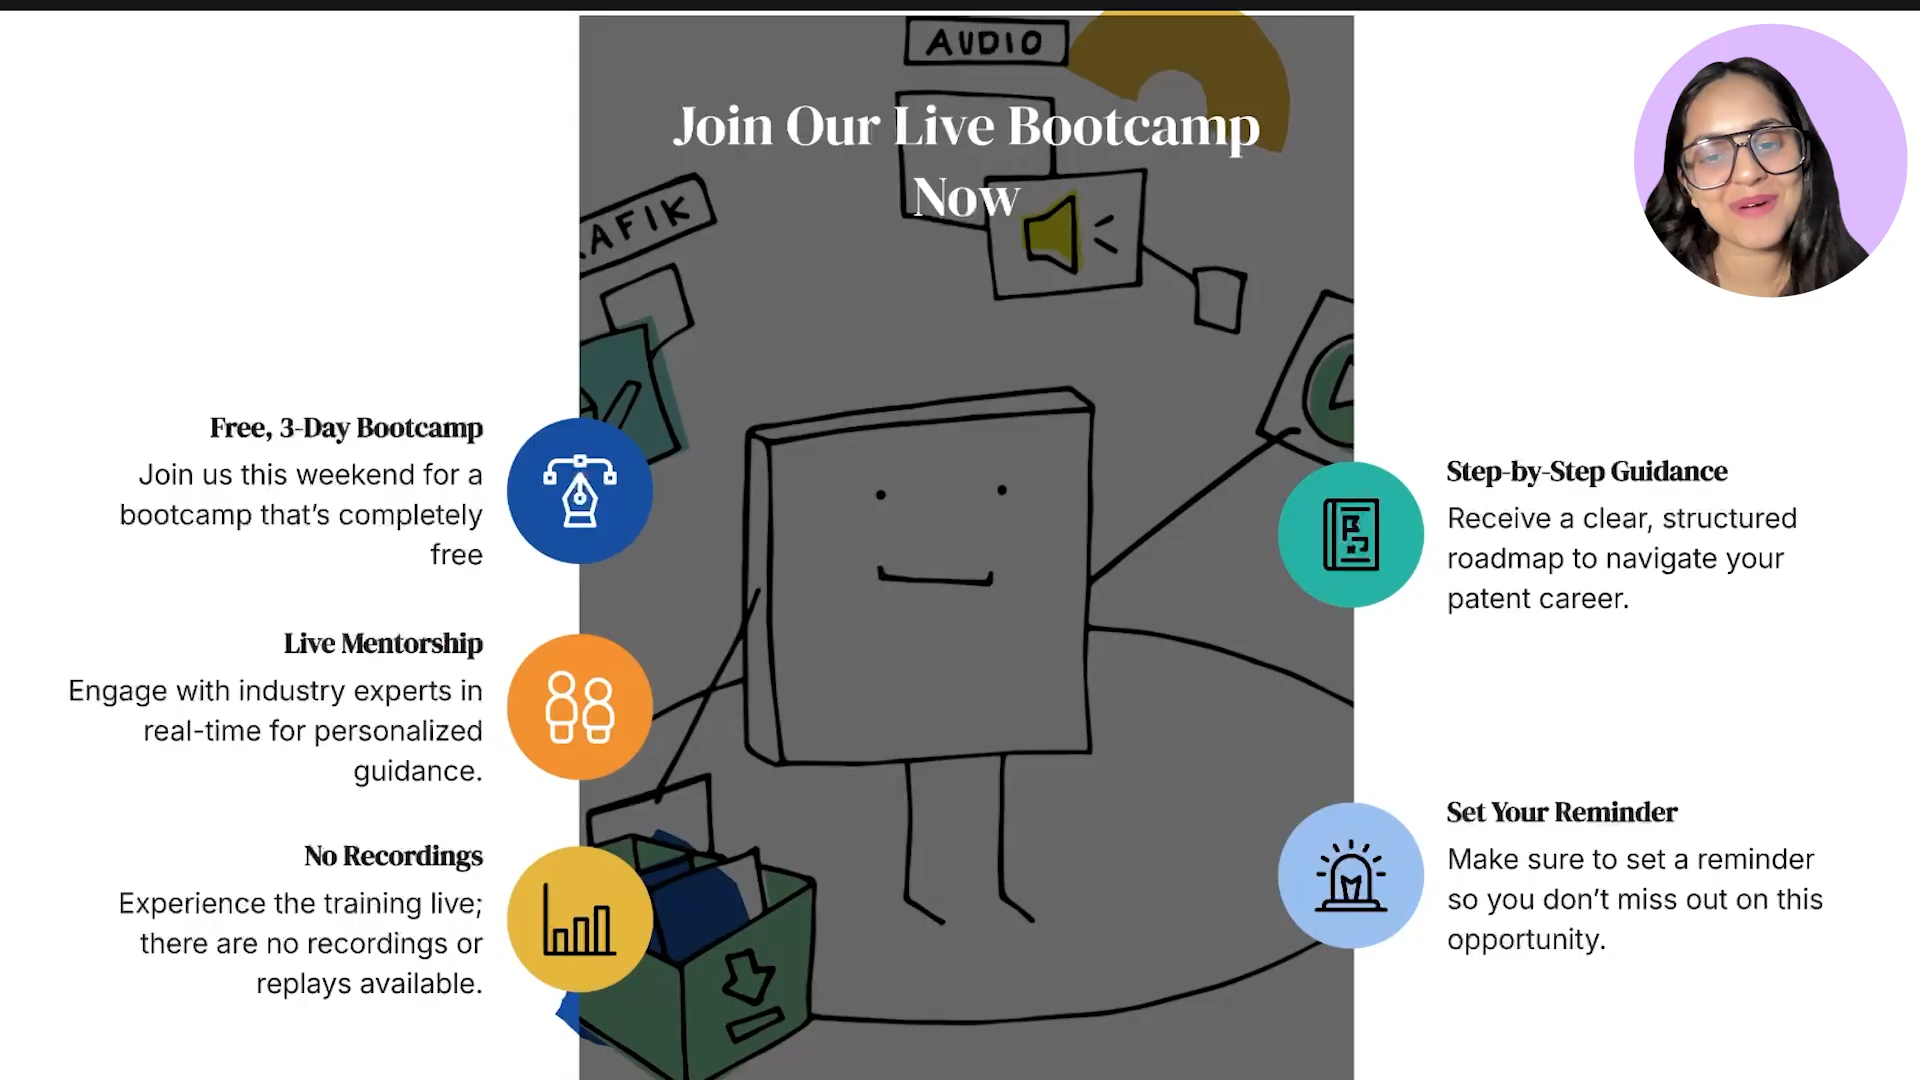 AUDIO
Join Our Live Bootcamp
Now
AFIK
Free, 3-Day Bootcamp
Join us this weekend for a
bootcamp that’s completely
free
Live Mentorship
Engage with industry experts in
real-time for personalized
guidance.
No Recordings
Experience the training live;
there are no recordings or
replays available.
Step-by-Step Guidance
Receive a clear, structured
roadmap to navigate your
patent career.
Set Your Reminder
Make sure to set a reminder
so you don’t miss out on this
opportunity.